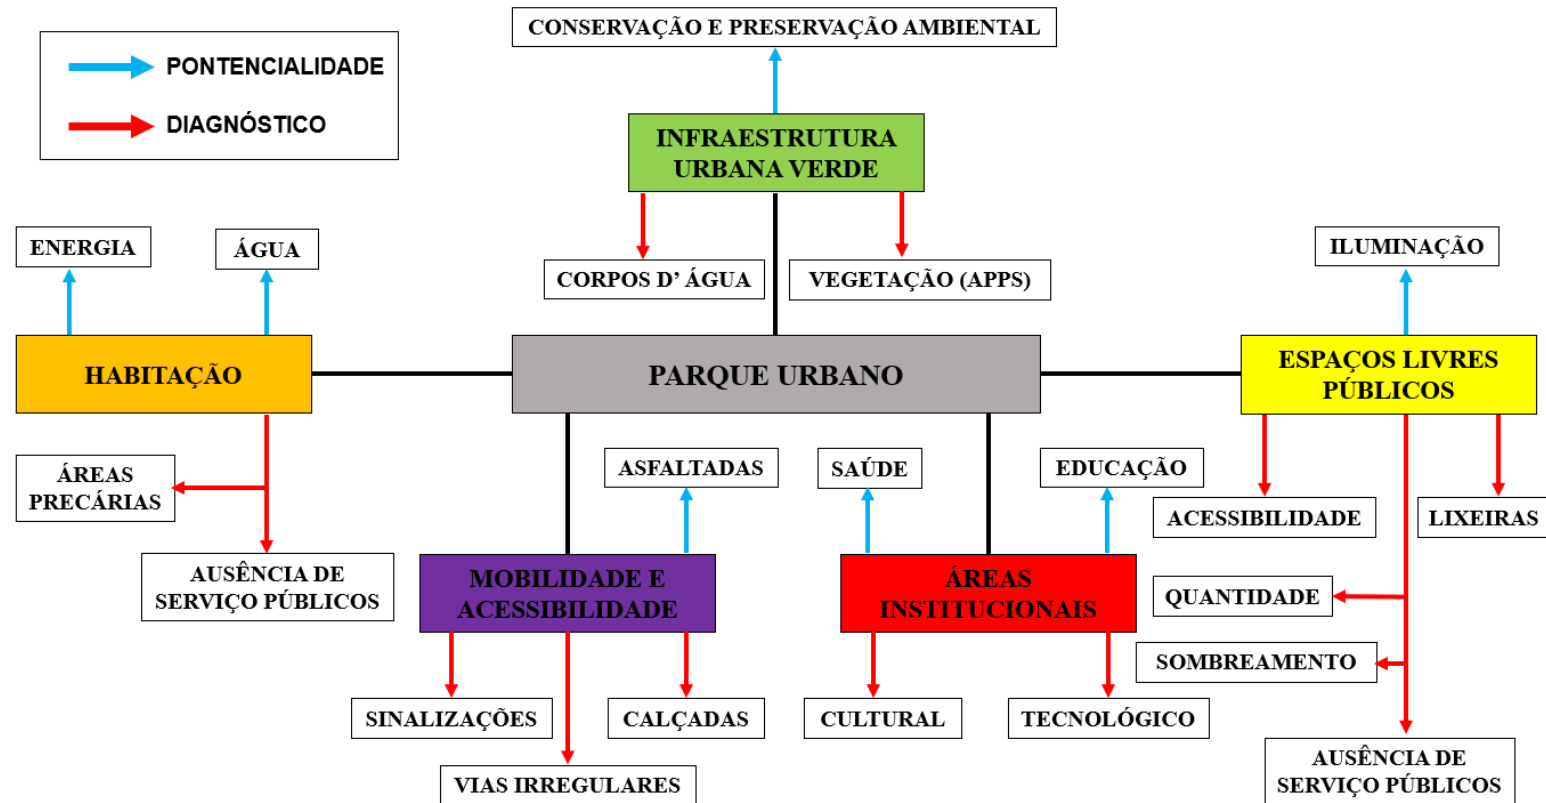 CONSERVAÇÃO E PRESERVAÇÃO AMBIENTAL
PONTENCIALIDADE
DIAGNÓSTICO
INFRAESTRUTURA
URBANA VERDE
ENERGIA
ÁGUA
CORPOS D’ ÁGUA
VEGETAÇÃO (APPS)
ILUMINAÇÃO
HABITAÇÃO
PARQUE URBANO
ESPAÇOS LIVRES
PÚBLICOS
ÁREAS
PRECÁRIAS
ASFALTADAS
SAÚDE
EDUCAÇÃO
ACESSIBILIDADE
LIXEIRAS
AUSÊNCIA DE
SERVIÇO PÚBLICOS
MOBILIDADE E
ACESSIBILIDADE
ÁREAS
INSTITUCIONAIS
QUANTIDADE
SOMBREAMENTO
SINALIZAÇÕES
CALÇADAS
CULTURAL
TECNOLÓGICO
VIAS IRREGULARES
AUSÊNCIA DE
SERVIÇO PÚBLICOS